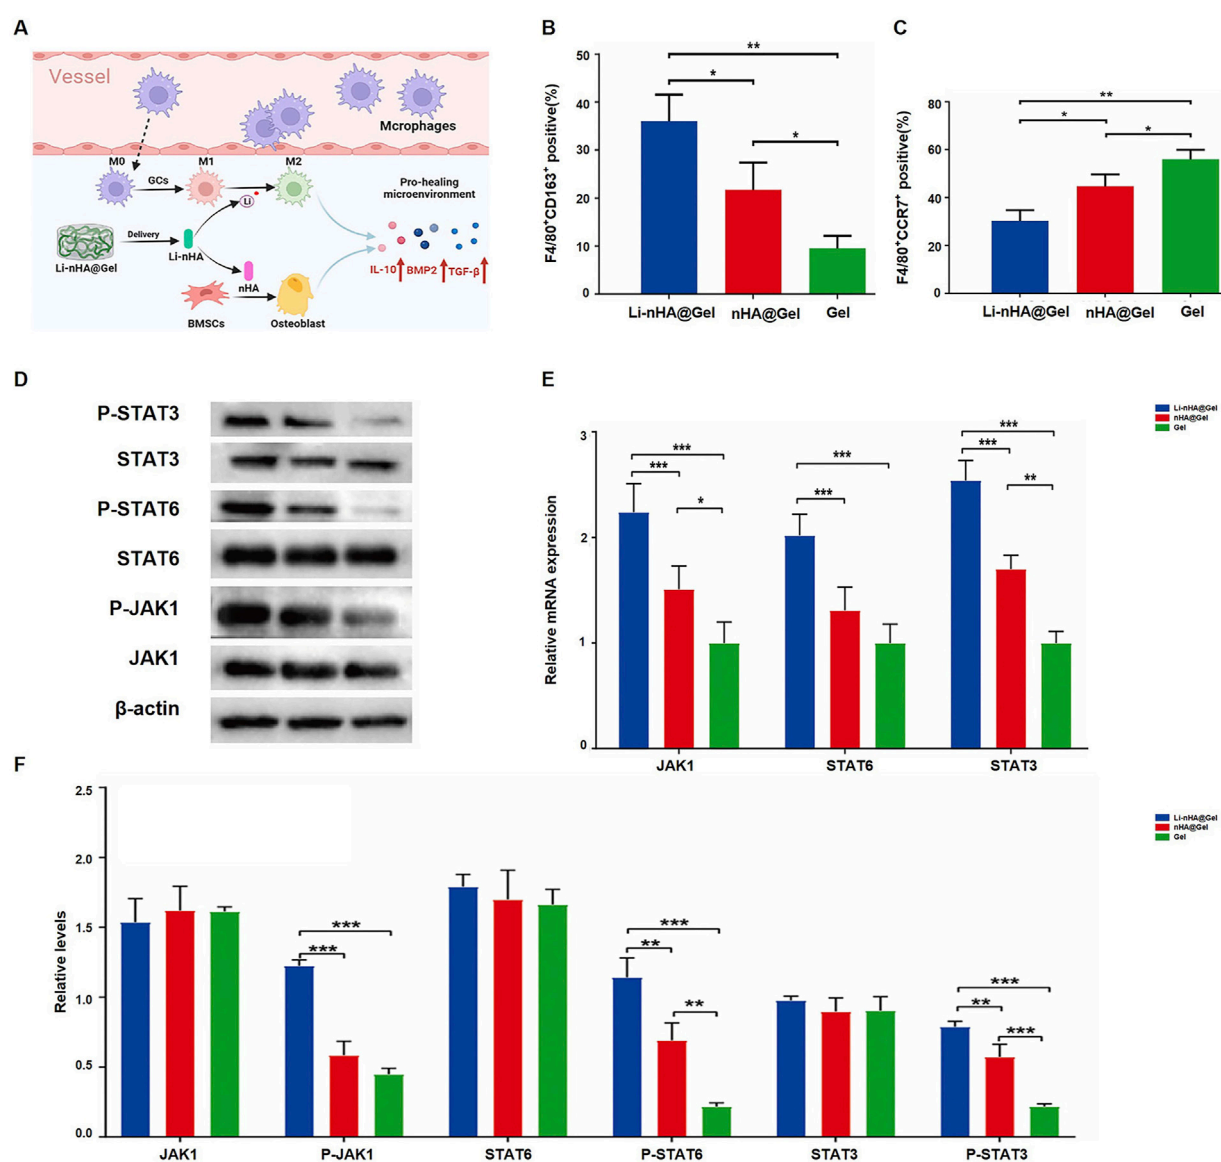 A
Vessel
Mcrophages
M0
M1
M2
GCs
Li
Pro-healing
microenvironment
Delivery
Li-nHA@Gel
Li-nHA
nHA
BMSCs
Osteoblast
IL-10
BMP2
TGF-β
B
F4/80+CD163+ positive(%)
50
40
30
20
10
0
**
*
*
Li-nHA@Gel
nHA@Gel
Gel
C
F4/80+CCR7+ positive(%)
80
60
40
60
0
**
*
*
Li-nHA@Gel
nHA@Gel
Gel
D
P-STAT3
STAT3
P-STAT6
STAT6
P-JAK1
JAK1
β-actin
E
Li-nHA@Gel
nHA@Gel
Gel
Relative mRNA expression
3
2
1
0
***
***
*
***
***
***
***
**
JAK1
STAT6
STAT3
F
Li-nHA@Gel
nHA@Gel
Gel
Relative levels
2.5
2.0
1.5
1.0
0.5
0.0
***
***
***
**
**
***
**
***
JAK1
P-JAK1
STAT6
P-STAT6
STAT3
P-STAT3